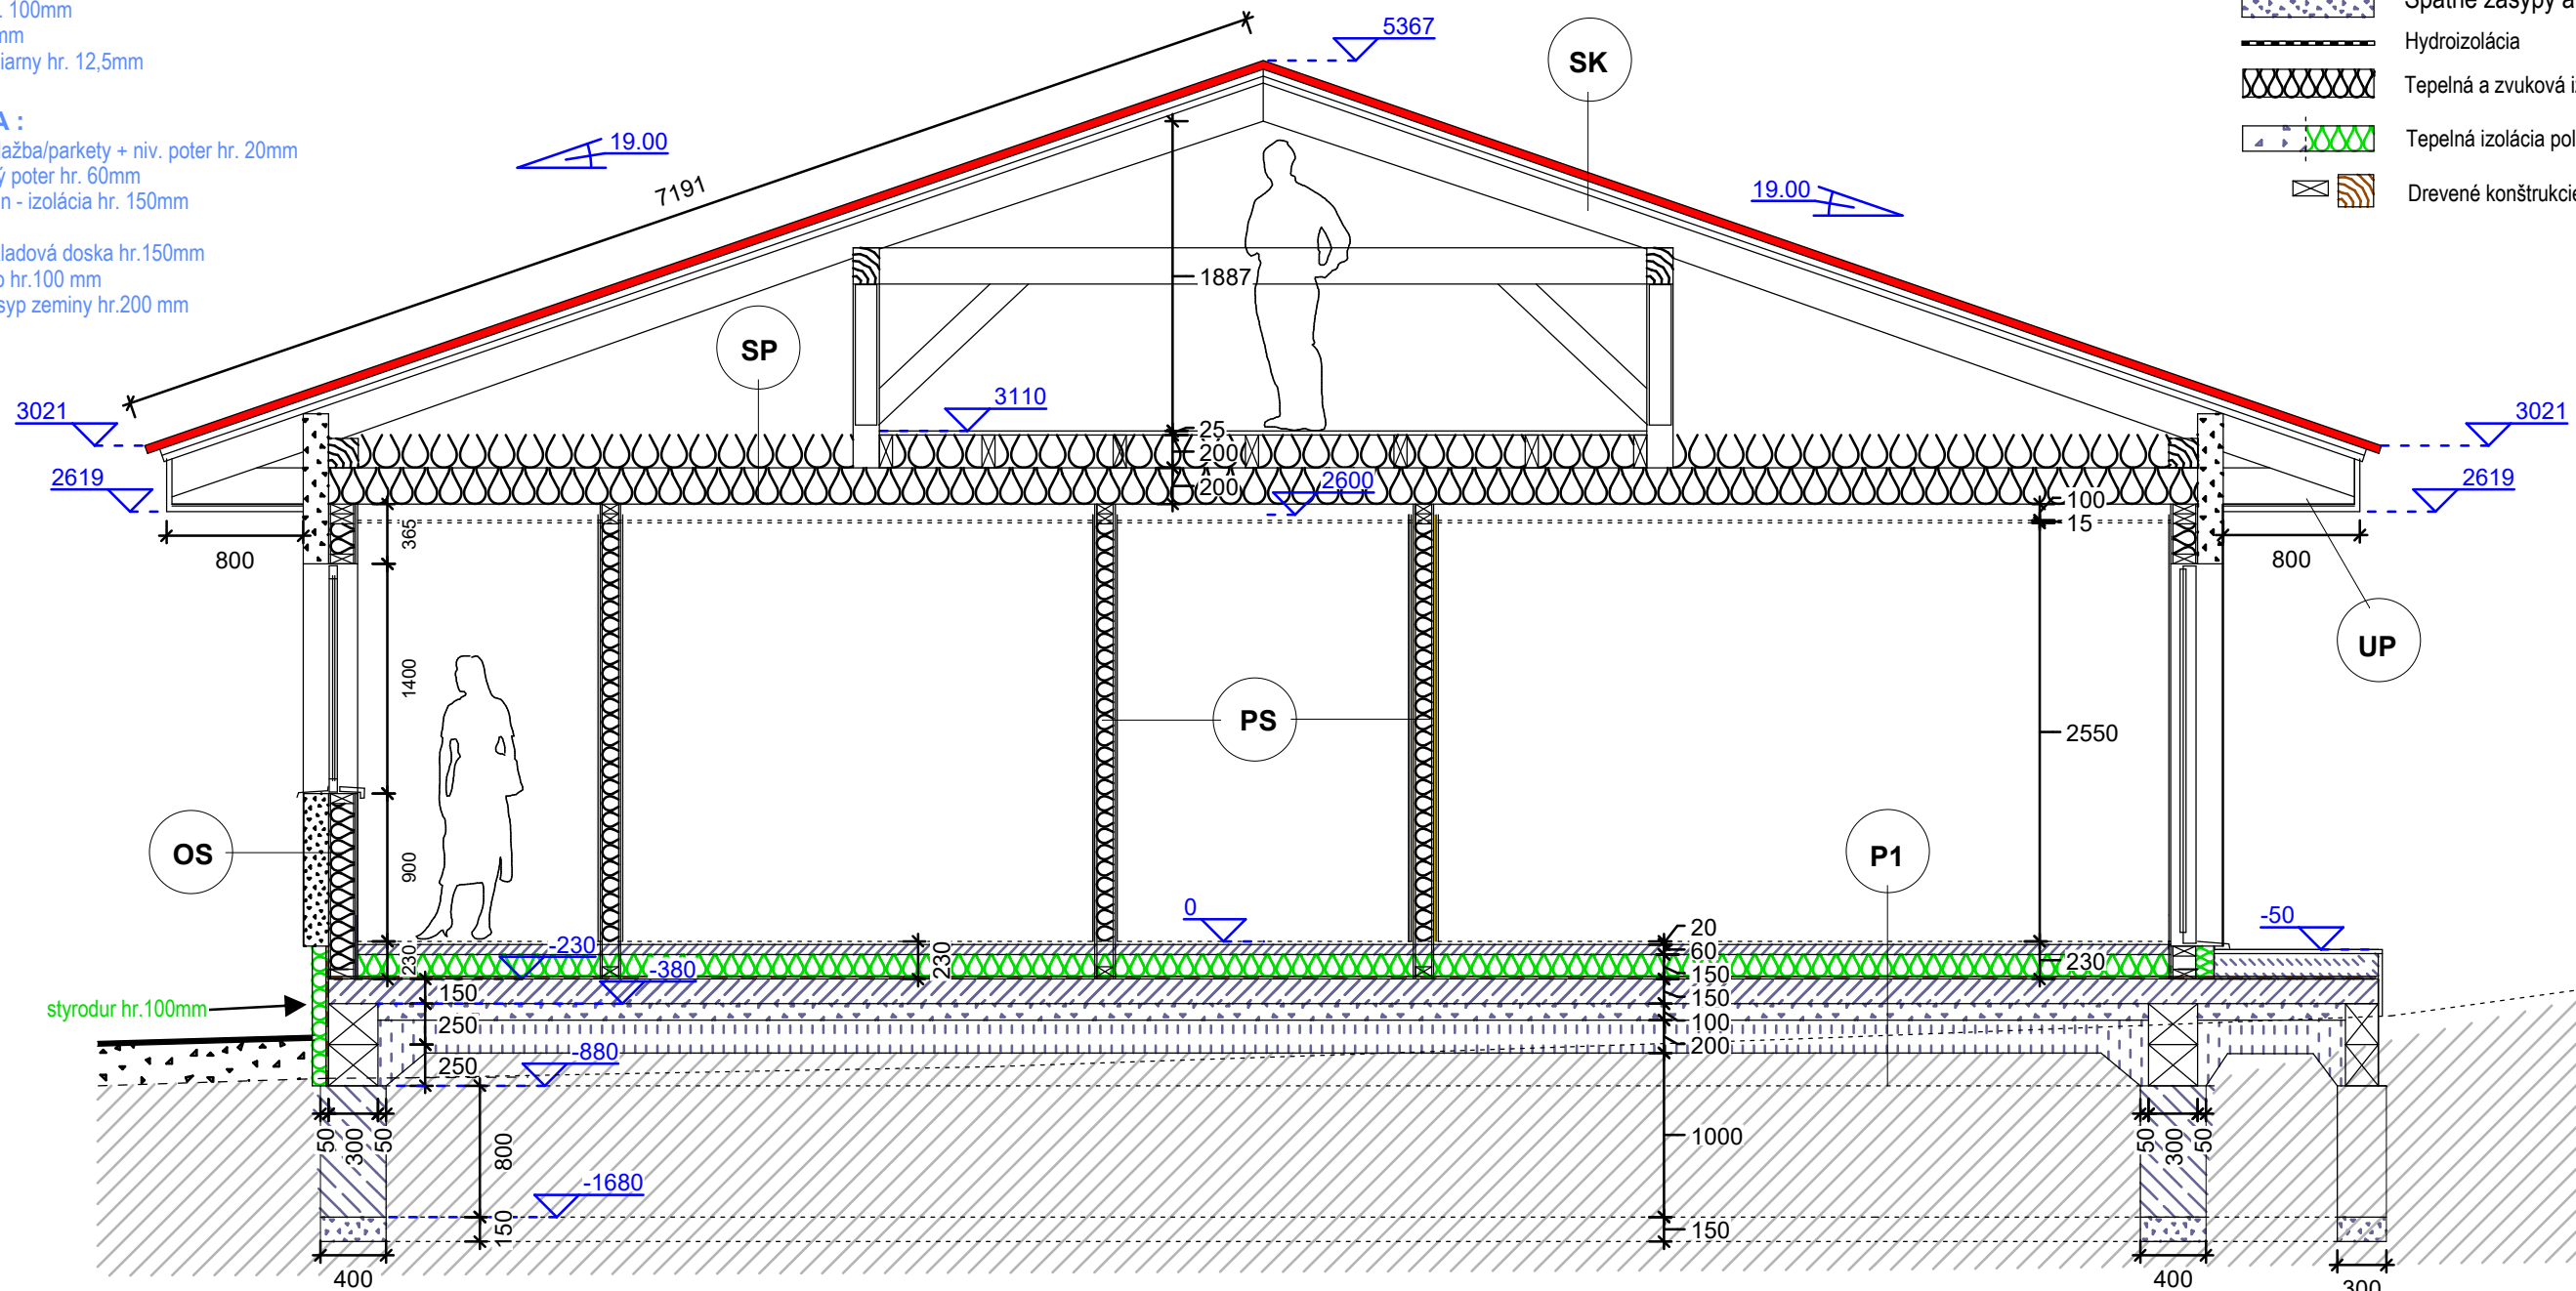 . 100mm
mm
iarny hr. 12,5mm
A :
lažba/parkety + niv. poter hr. 20mm
ý poter hr. 60mm
n - izolácia hr. 150mm
ladová doska hr.150mm
o hr.100 mm
syp zeminy hr.200 mm
Spätné zásypy a
Hydroizolácia
Tepelná a zvuková i
Tepelná izolácia pol
Drevené konštrukcie
5367
SK
19.00
7191
19.00
1887
SP
3110
3021
3021
25
200
200
2600
2619
2619
100
15
365
800
800
UP
1400
PS
2550
OS
900
P1
0
-50
20
60
150
230
-230
230
230
-380
styrodur hr.100mm
150
150
250
100
200
-880
250
50
300
50
800
1000
50
300
50
-1680
150
150
400
400
300